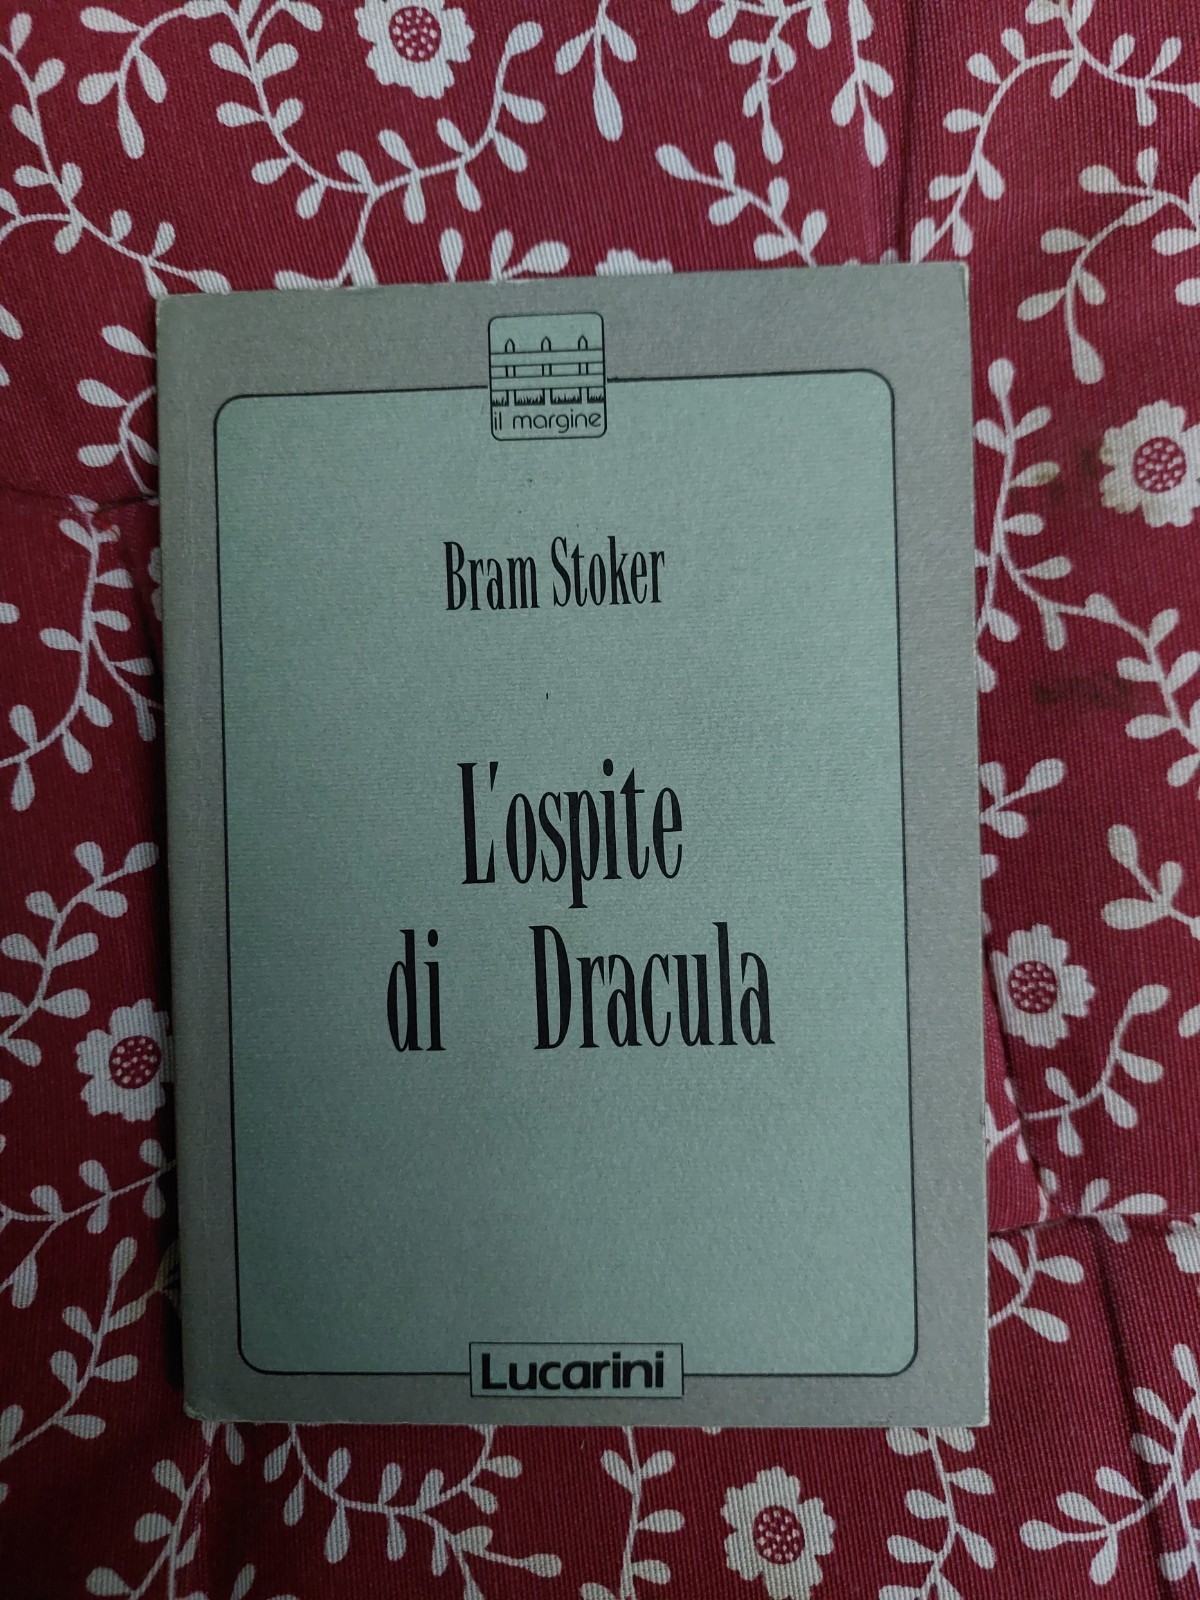 il margine
Bram Stoker
L'ospite
di Dracula
Lucarini